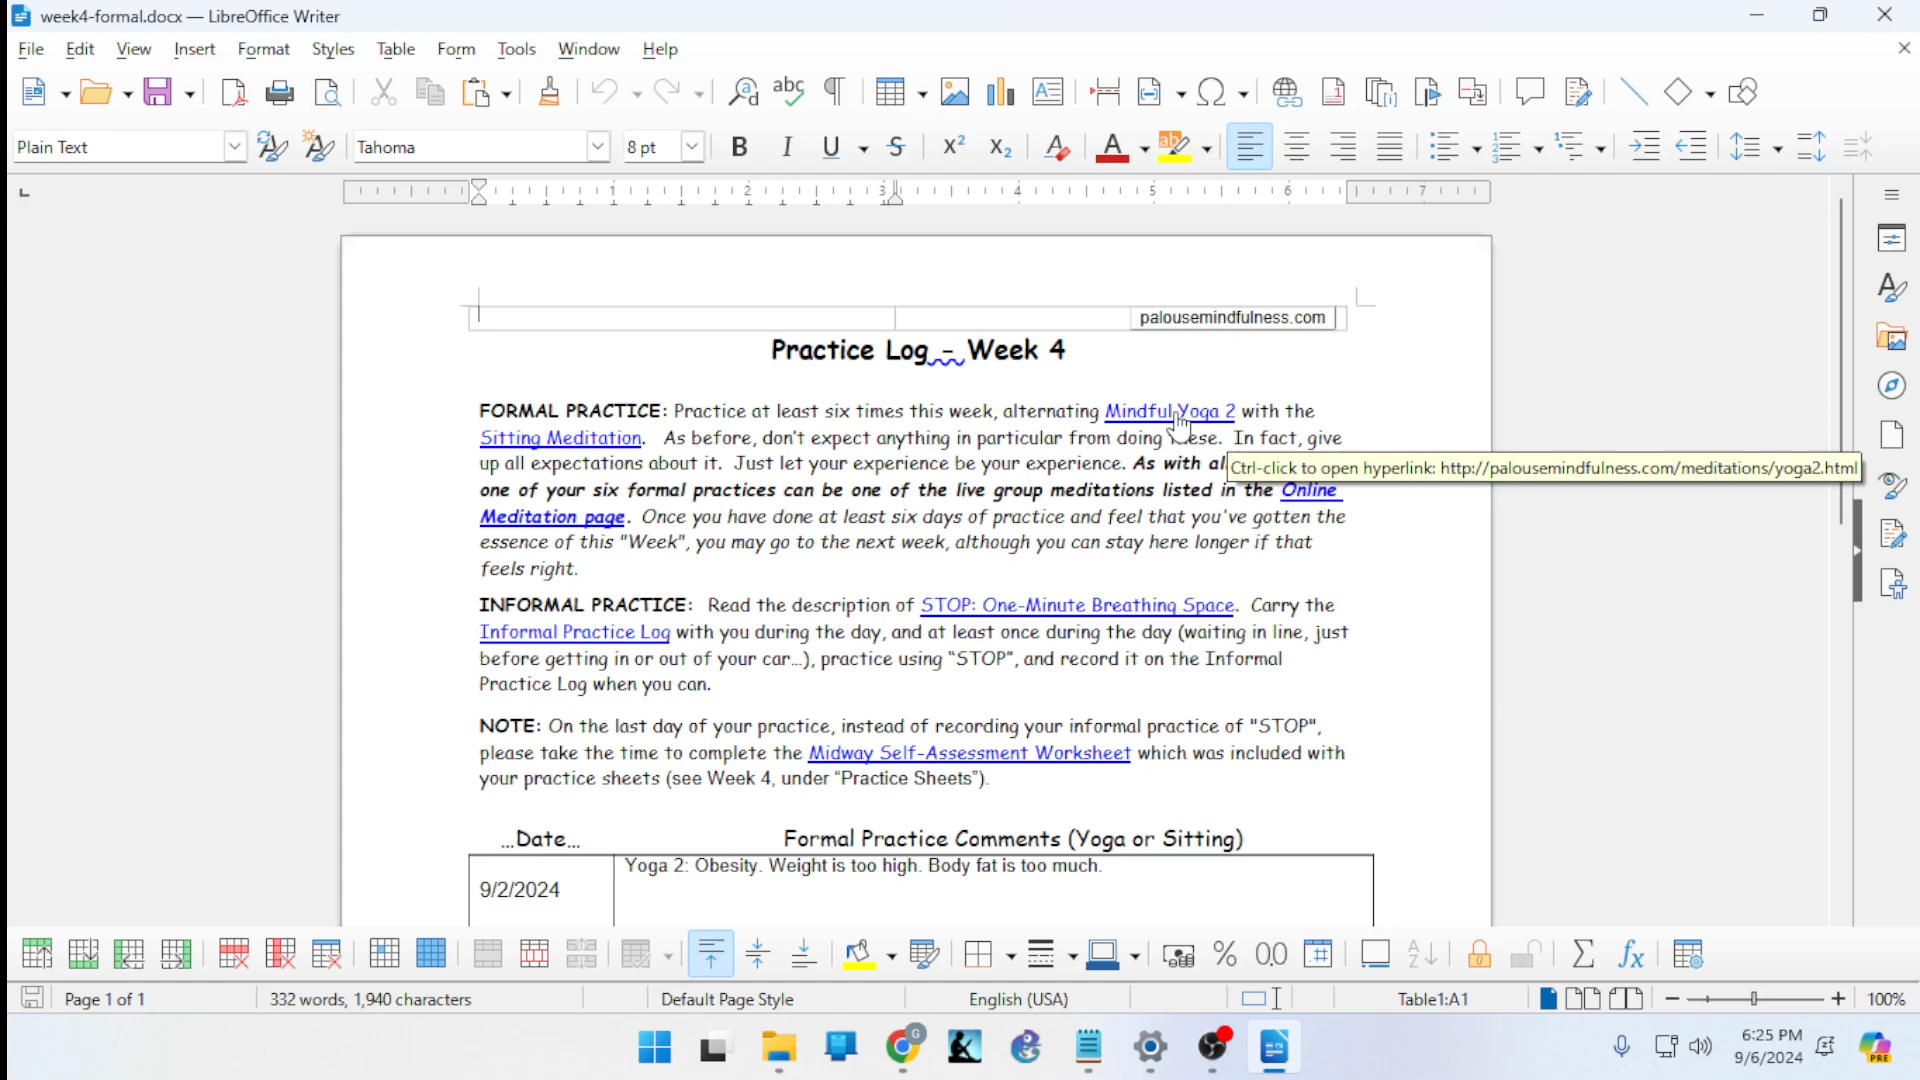 week4-formal.docx — LibreOffice Writer
File Edit View Insert Format Styles Table Form Tools Window Help
Plain Text Tahoma 8 pt
1 2 3 4 5 6 7
palousemindfulness.com
Practice Log - Week 4
FORMAL PRACTICE: Practice at least six times this week, alternating Mindful Yoga 2 with the
Sitting Meditation. As before, don't expect anything in particular from doing these. In fact, give
up all expectations about it. Just let your experience be your experience. As with al
Ctrl-click to open hyperlink: http://palousemindfulness.com/meditations/yoga2.html
one of your six formal practices can be one of the live group meditations listed in the Online
Meditation page. Once you have done at least six days of practice and feel that you've gotten the
essence of this "Week", you may go to the next week, although you can stay here longer if that
feels right.
INFORMAL PRACTICE: Read the description of STOP: One-Minute Breathing Space. Carry the
Informal Practice Log with you during the day, and at least once during the day (waiting in line, just
before getting in or out of your car...), practice using “STOP”, and record it on the Informal
Practice Log when you can.
NOTE: On the last day of your practice, instead of recording your informal practice of "STOP",
please take the time to complete the Midway Self-Assessment Worksheet which was included with
your practice sheets (see Week 4, under “Practice Sheets”).
...Date... Formal Practice Comments (Yoga or Sitting)
Yoga 2: Obesity. Weight is too high. Body fat is too much.
9/2/2024
Page 1 of 1 332 words, 1,940 characters Default Page Style English (USA) Table1:A1 100%
6:25 PM
9/6/2024